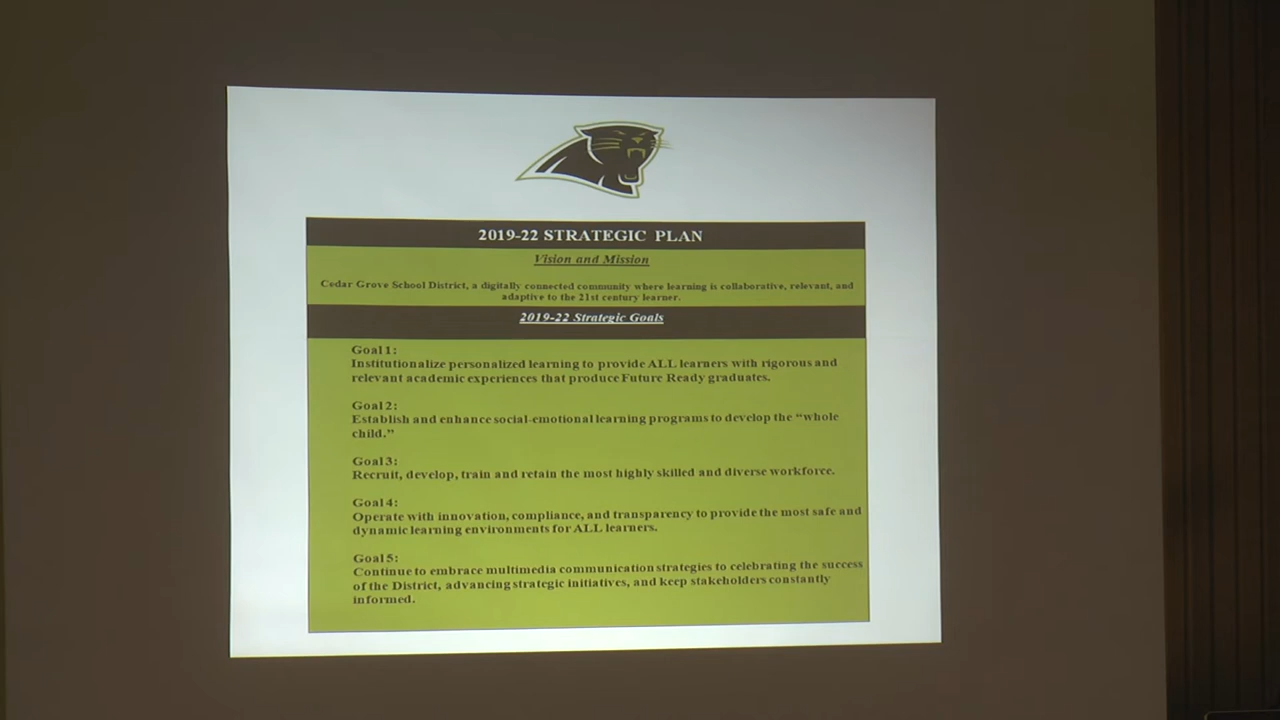 2019-22 STRATEGIC PLAN
Vision and Mission
Cedar Grove School District, a digitally connected community where learning is collaborative, relevant, and
adaptive to the 21st century learner.
2019-22 Strategic Goals
Goal 1:
Institutionalize personalized learning to provide ALL learners with rigorous and
relevant academic experiences that produce Future Ready graduates.
Goal 2:
Establish and enhance social-emotional learning programs to develop the “whole
child.”
Goal 3:
Recruit, develop, train and retain the most highly skilled and diverse workforce.
Goal 4:
Operate with innovation, compliance, and transparency to provide the most safe and
dynamic learning environments for ALL learners.
Goal 5:
Continue to embrace multimedia communication strategies to celebrating the success
of the District, advancing strategic initiatives, and keep stakeholders constantly
informed.